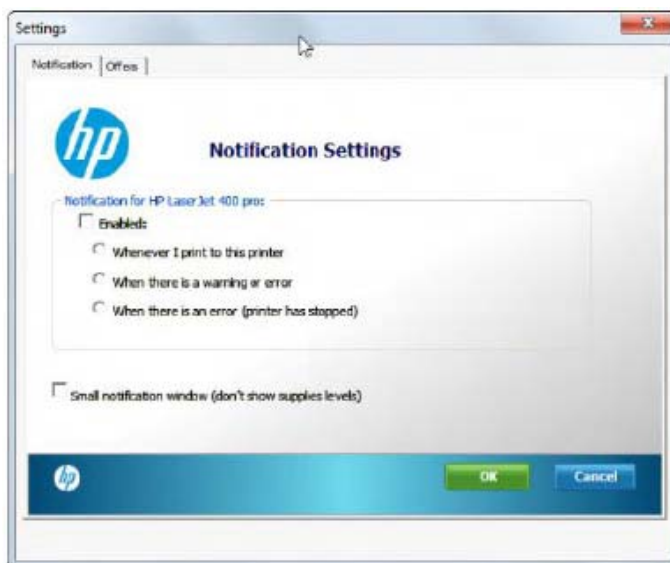 Settings
Notification
Offers
hp
Notification Settings
Notification for HP LaserJet 400 pro:
Enabled:
Whenever I print to this printer
When there is a warning or error
When there is an error (printer has stopped)
Small notification window (don't show supplies levels)
hp
OK
Cancel